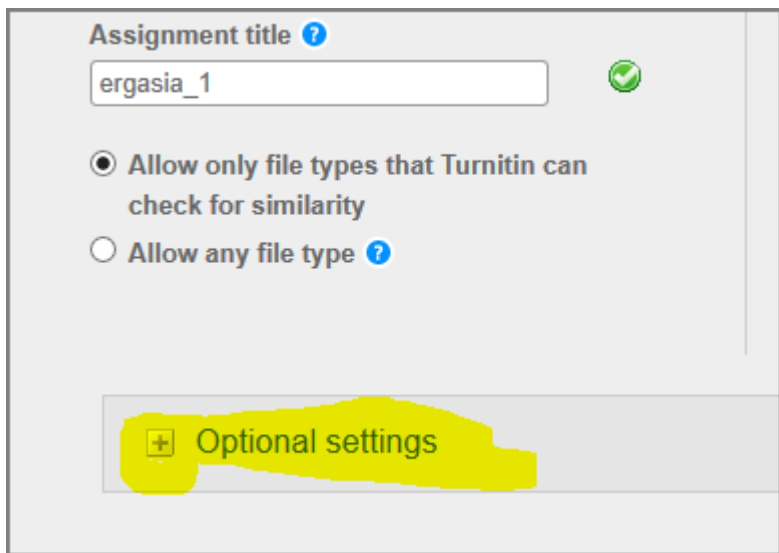 Assignment title ?
ergasia_1
Allow only file types that Turnitin can
check for similarity
Allow any file type ?
+ Optional settings